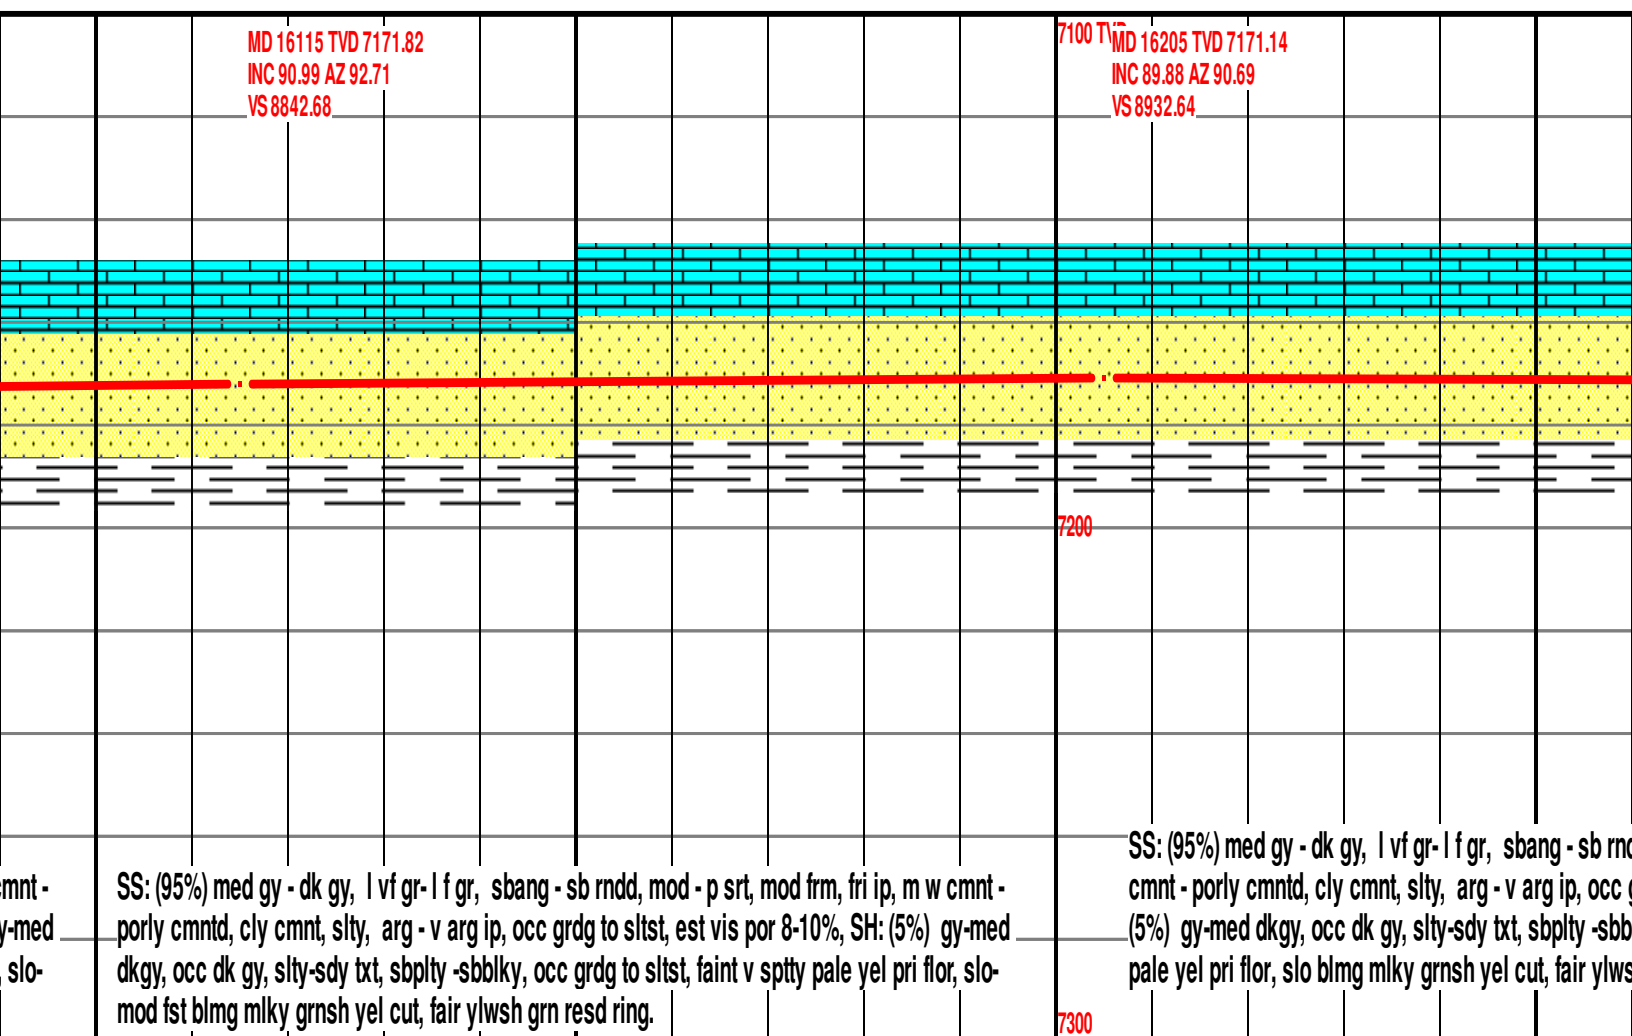 MD 16115 TVD 7171.82
INC 90.99 AZ 92.71
VS 8842.68
7100 TV
MD 16205 TVD 7171.14
INC 89.88 AZ 90.69
VS 8932.64
7200
cmnt -
y-med
, slo-
SS: (95%) med gy - dk gy, l vf gr- l f gr, sbang - sb rndd, mod - p srt, mod frm, fri ip, m w cmnt -
porly cmntd, cly cmnt, slty, arg - v arg ip, occ grdg to sltst, est vis por 8-10%, SH: (5%) gy-med
dkgy, occ dk gy, slty-sdy txt, sbplty -sbblky, occ grdg to sltst, faint v sptty pale yel pri flor, slo-
mod fst blmg mlky grnsh yel cut, fair ylwsh grn resd ring.
SS: (95%) med gy - dk gy, l vf gr- l f gr, sbang - sb rnd
cmnt - porly cmntd, cly cmnt, slty, arg - v arg ip, occ g
(5%) gy-med dkgy, occ dk gy, slty-sdy txt, sbplty -sbb
pale yel pri flor, slo blmg mlky grnsh yel cut, fair ylws
7300